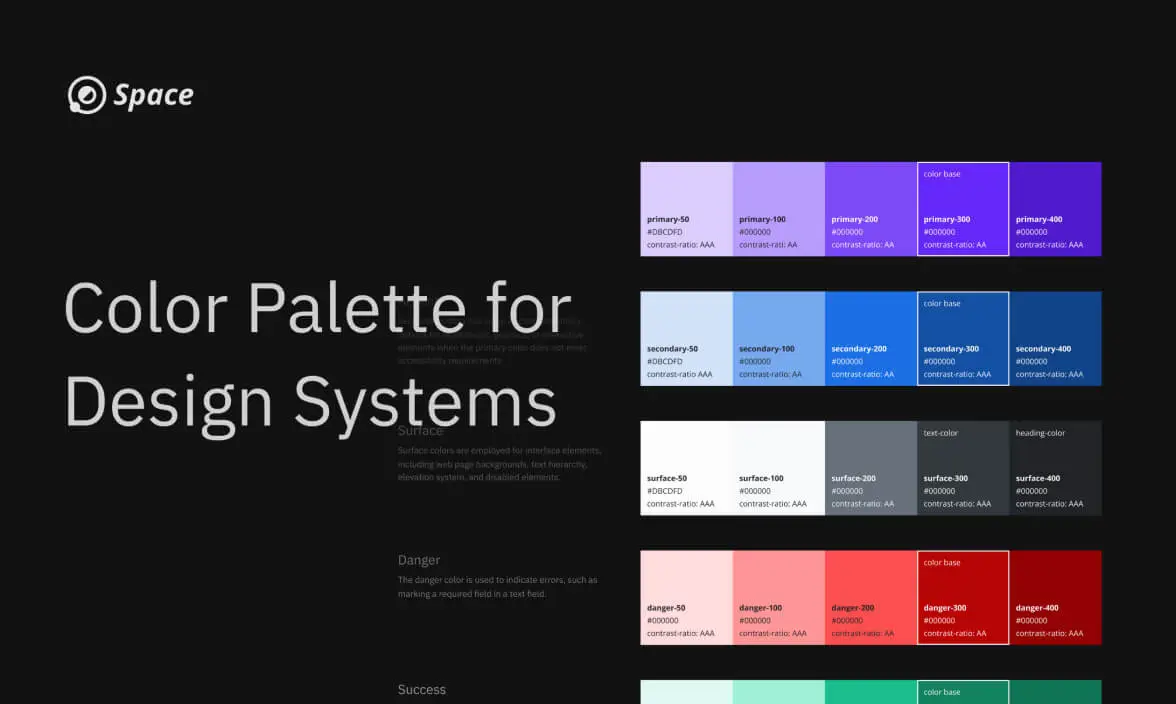 Space
Color Palette for
Design Systems
elements when the primary color does not meet
accessibility requirements.
Surface
Surface colors are employed for interface elements,
including web page backgrounds, text hierarchy,
elevation system, and disabled elements.
Danger
The danger color is used to indicate errors, such as
marking a required field in a text field.
Success
primary-50
#DBCDFD
contrast-ratio: AAA
primary-100
#000000
contrast-rati: AA
primary-200
#000000
contrast-ratio: AA
color base
primary-300
#000000
contrast-ratio: AA
primary-400
#000000
contrast-ratio: AAA
secondary-50
#DBCDFD
contrast-ratio AAA
secondary-100
#000000
contrast-ratio: AA
secondary-200
#000000
contrast-ratio: AA
color base
secondary-300
#000000
contrast-ratio: AA
secondary-400
#000000
contrast-ratio: AAA
surface-50
#DBCDFD
contrast-ratio: AAA
surface-100
#000000
contrast-ratio: AAA
surface-200
#000000
contrast-ratio: AA
text-color
surface-300
#000000
contrast-ratio: AAA
heading-color
surface-400
#000000
contrast-ratio: AAA
danger-50
#000000
contrast-ratio: AAA
danger-100
#000000
contrast-ratio: AAA
danger-200
#000000
contrast-ratio: AA
color base
danger-300
#000000
contrast-ratio: AA
danger-400
#000000
contrast-ratio: AAA
color base